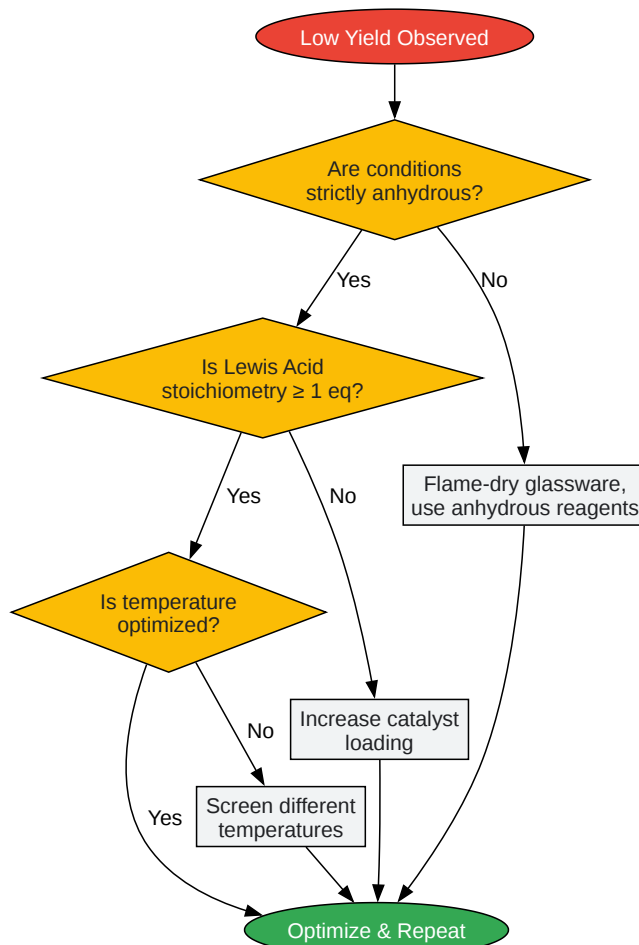 Low Yield Observed
Are conditions
strictly anhydrous?
Yes
No
Is Lewis Acid
stoichiometry ≥ 1 eq?
Flame-dry glassware,
use anhydrous reagents
Yes
No
Is temperature
optimized?
Increase catalyst
loading
No
Yes
Screen different
temperatures
Optimize & Repeat